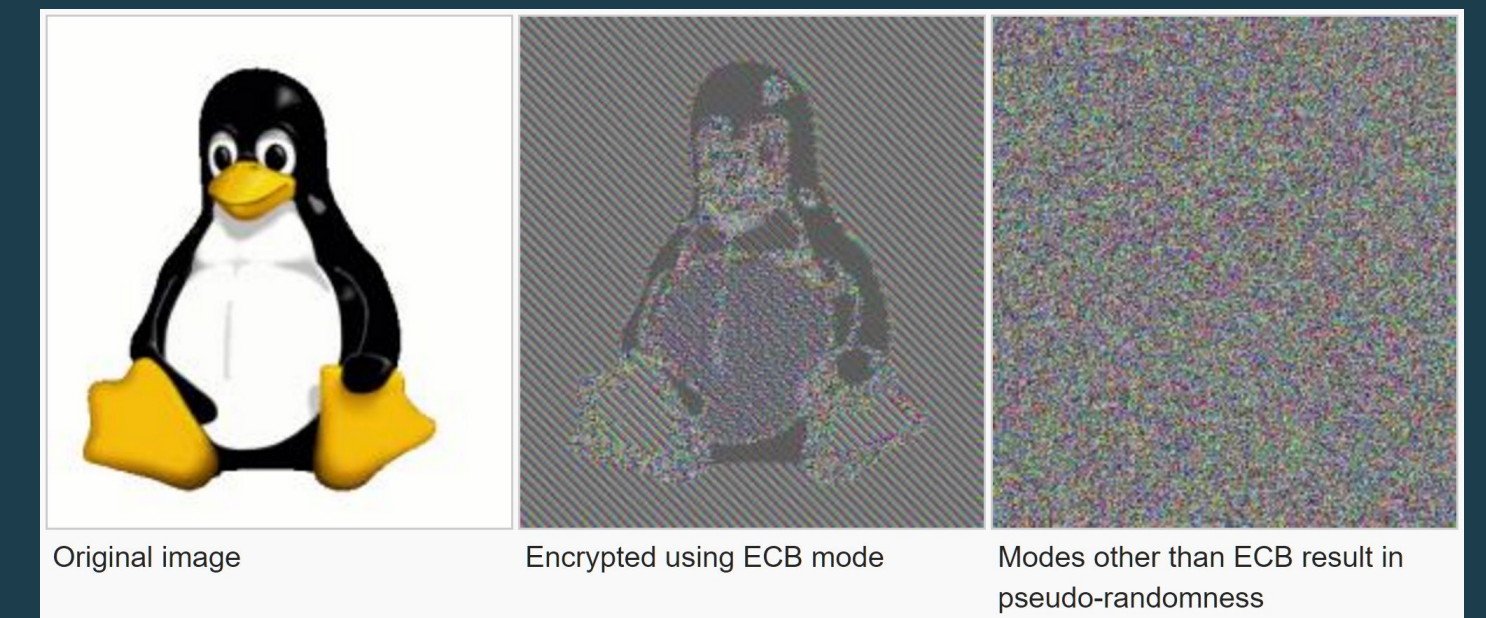 Original image
Encrypted using ECB mode
Modes other than ECB result in
pseudo-randomness